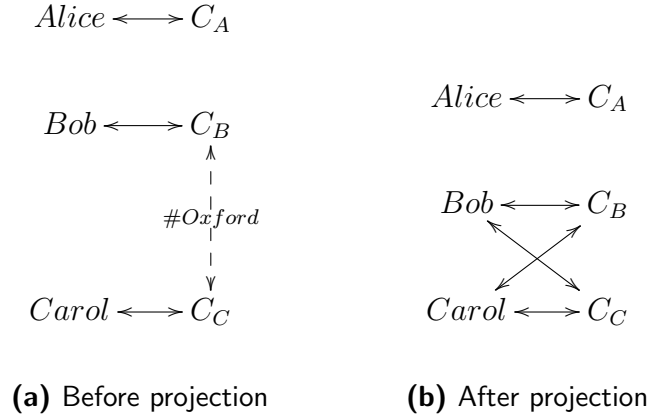 Alice C_A
Bob C_B
#Oxford
Carol C_C
(a) Before projection
Alice C_A
Bob C_B
Carol C_C
(b) After projection